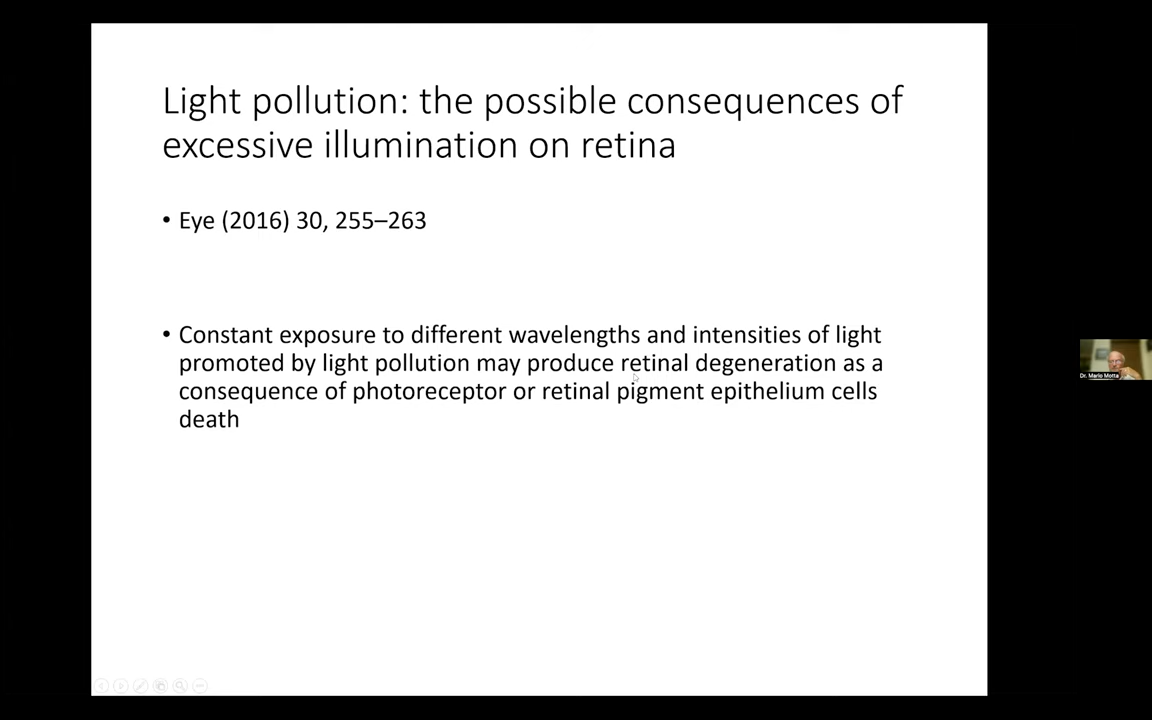 Light pollution: the possible consequences of
excessive illumination on retina
• Eye (2016) 30, 255–263
• Constant exposure to different wavelengths and intensities of light
promoted by light pollution may produce retinal degeneration as a
consequence of photoreceptor or retinal pigment epithelium cells
death
Dr. Mario Motta